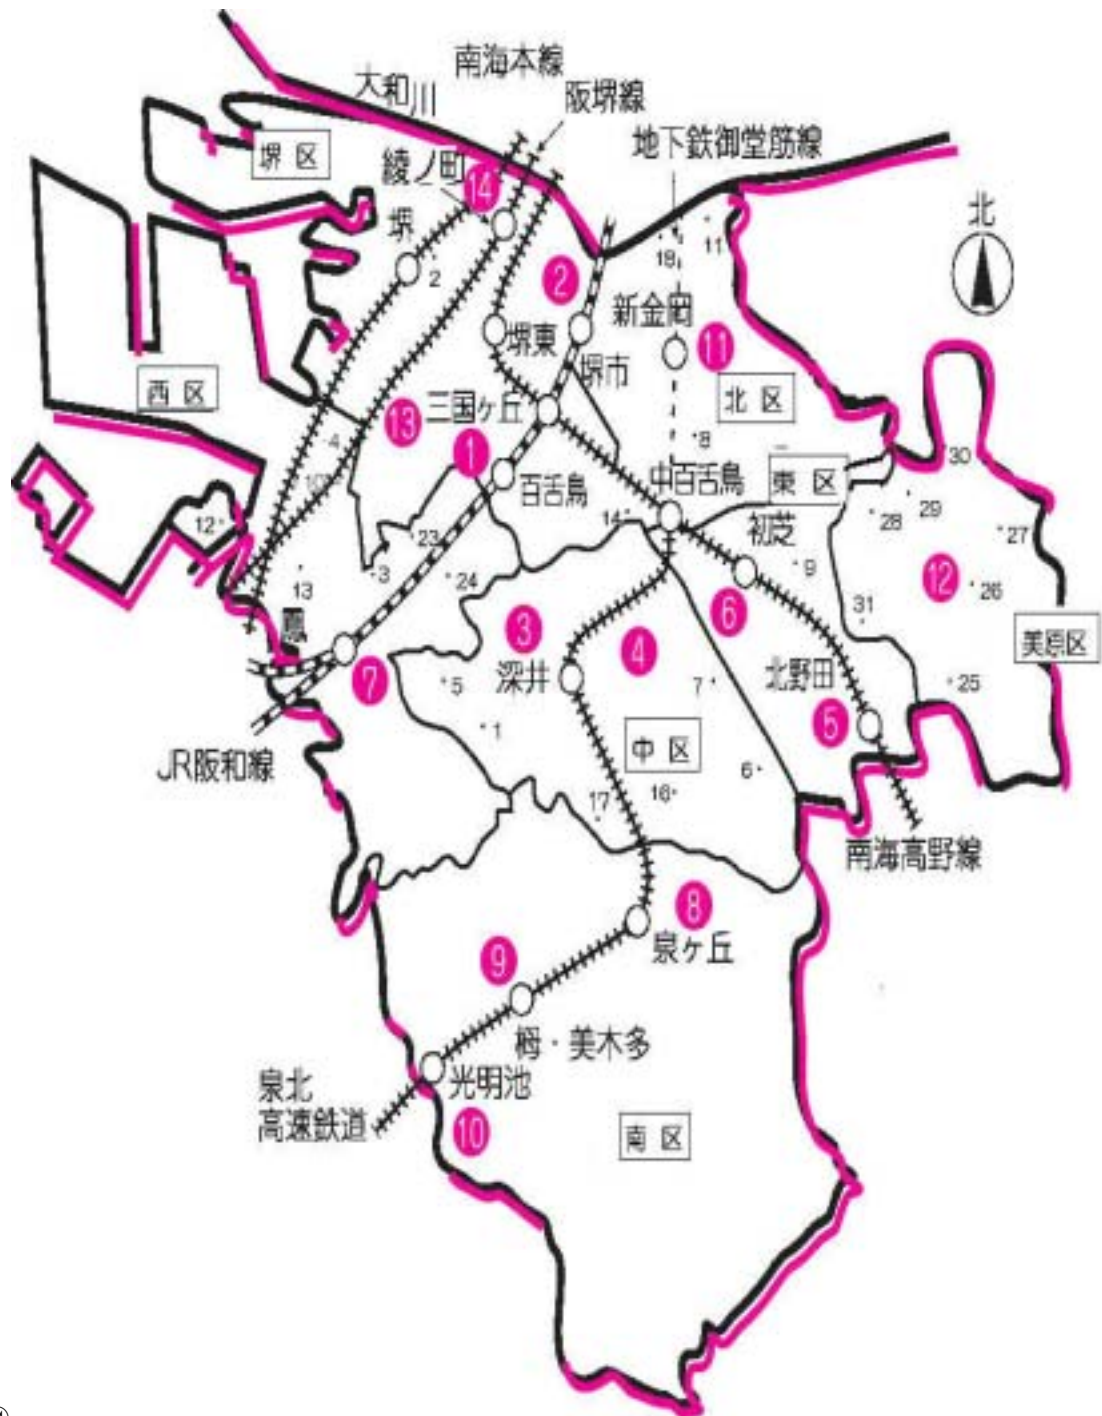 南海本線
大和川
阪堺線
地下鉄御堂筋線
堺区
綾ノ町
14
北
堺
2
18
11
2
新金岡
堺東
11
堺市
西区
北区
三国ヶ丘
13
4
1
8
30
10
百舌鳥
中百舌鳥
東区
29
12
14
初芝
28
27
23
3
24
9
12
26
13
6
31
鳳
3
4
美原区
7
深井
5
7
北野田
25
5
1
中区
JR阪和線
6
17
16
南海高野線
8
泉ヶ丘
9
栂・美木多
泉北
高速鉄道
光明池
10
南区